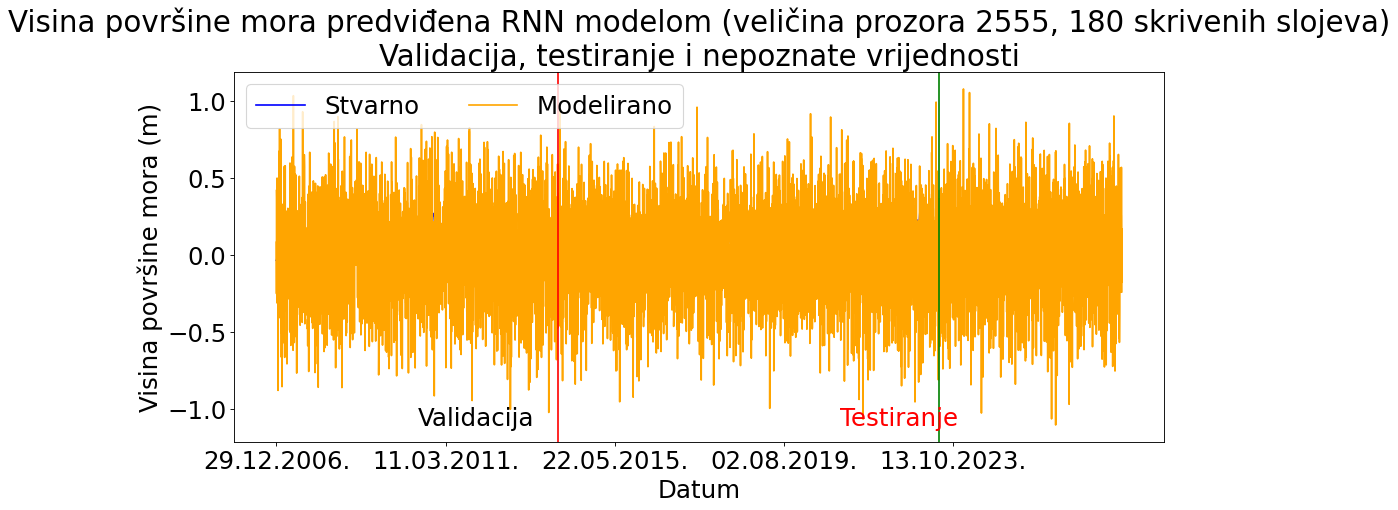 Visina površine mora predviđena RNN modelom (veličina prozora 2555, 180 skrivenih slojeva)
Validacija, testiranje i nepoznate vrijednosti
Stvarno
Modelirano
Visina površine mora (m)
1.0
0.5
0.0
−0.5
−1.0
Validacija
Testiranje
29.12.2006.
11.03.2011.
22.05.2015.
02.08.2019.
13.10.2023.
Datum